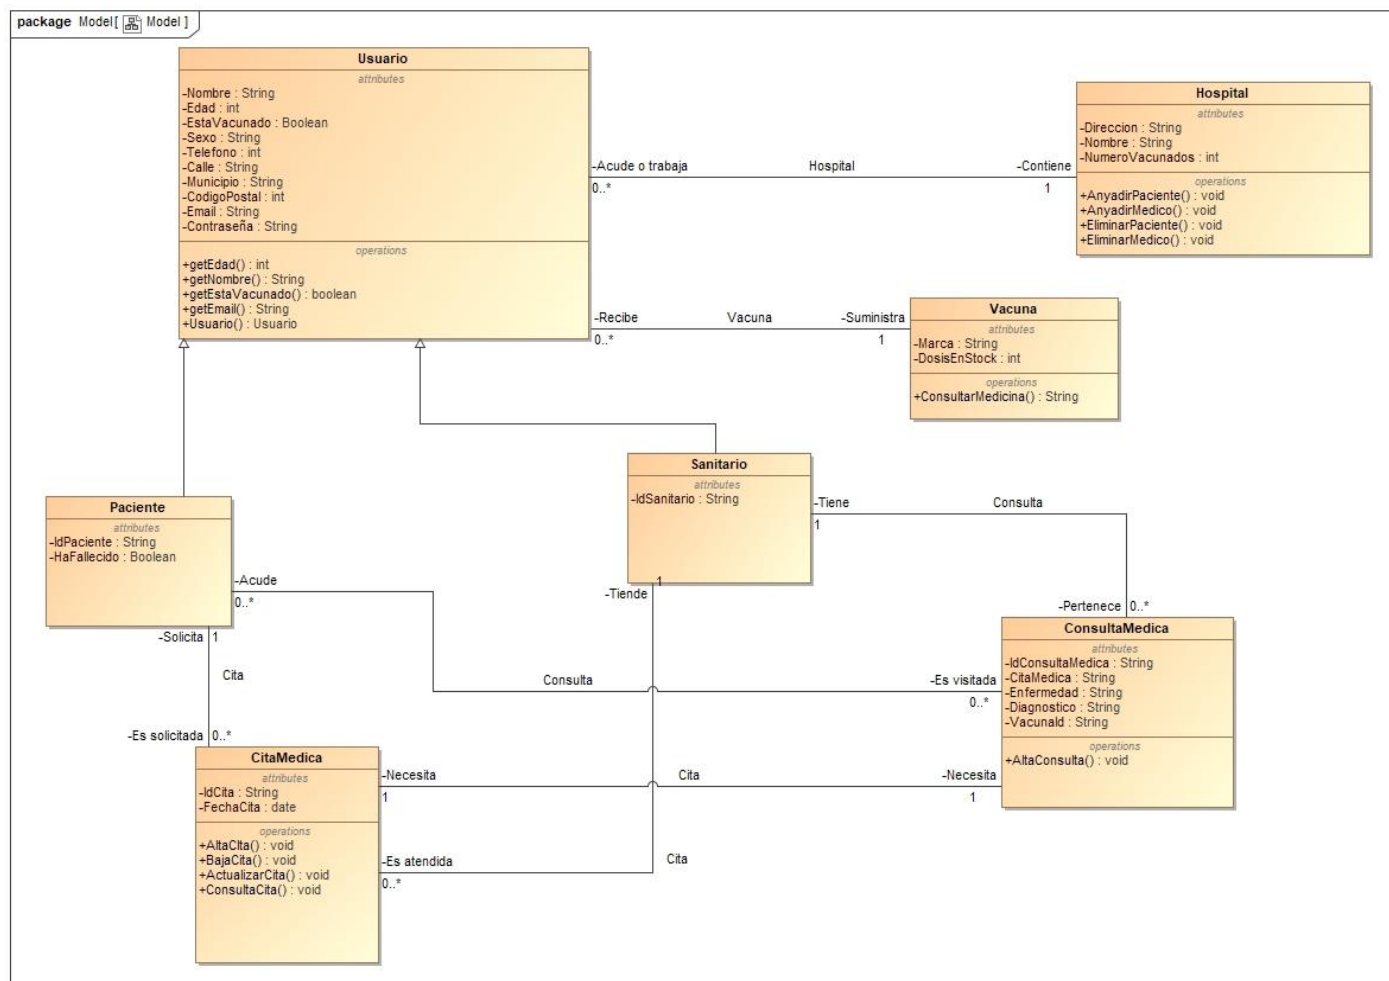 package Model[ Model ]
Usuario
attributes
-Nombre : String
-Edad : int
-EstaVacunado : Boolean
-Sexo : String
-Telefono : int
-Calle : String
-Municipio : String
-CodigoPostal : int
-Email : String
-Contraseña : String
operations
+getEdad() : int
+getNombre() : String
+getEstaVacunado() : boolean
+getEmail() : String
+Usuario() : Usuario
-Acude o trabaja
0..*
Hospital
-Contiene
1
Hospital
attributes
-Direccion : String
-Nombre : String
-NumeroVacunados : int
operations
+AnyadirPaciente() : void
+AnyadirMedico() : void
+EliminarPaciente() : void
+EliminarMedico() : void
-Recibe
0..*
Vacuna
-Suministra
1
Vacuna
attributes
-Marca : String
-DosisEnStock : int
operations
+ConsultarMedicina() : String
Sanitario
attributes
-IdSanitario : String
-Tiene
1
Consulta
-Pertenece 0..*
Paciente
attributes
-IdPaciente : String
-HaFallecido : Boolean
-Acude
0..*
Consulta
-Es visitada
0..*
-Tiende
1
-Solicita 1
Cita
-Es solicitada 0..*
ConsultaMedica
attributes
-IdConsultaMedica : String
-CitaMedica : String
-Enfermedad : String
-Diagnostico : String
-VacunaId : String
operations
+AltaConsulta() : void
CitaMedica
attributes
-IdCita : String
-FechaCita : date
operations
+AltaCIta() : void
+BajaCita() : void
+ActualizarCita() : void
+ConsultaCita() : void
-Necesita
1
Cita
-Necesita
1
-Es atendida
0..*
Cita